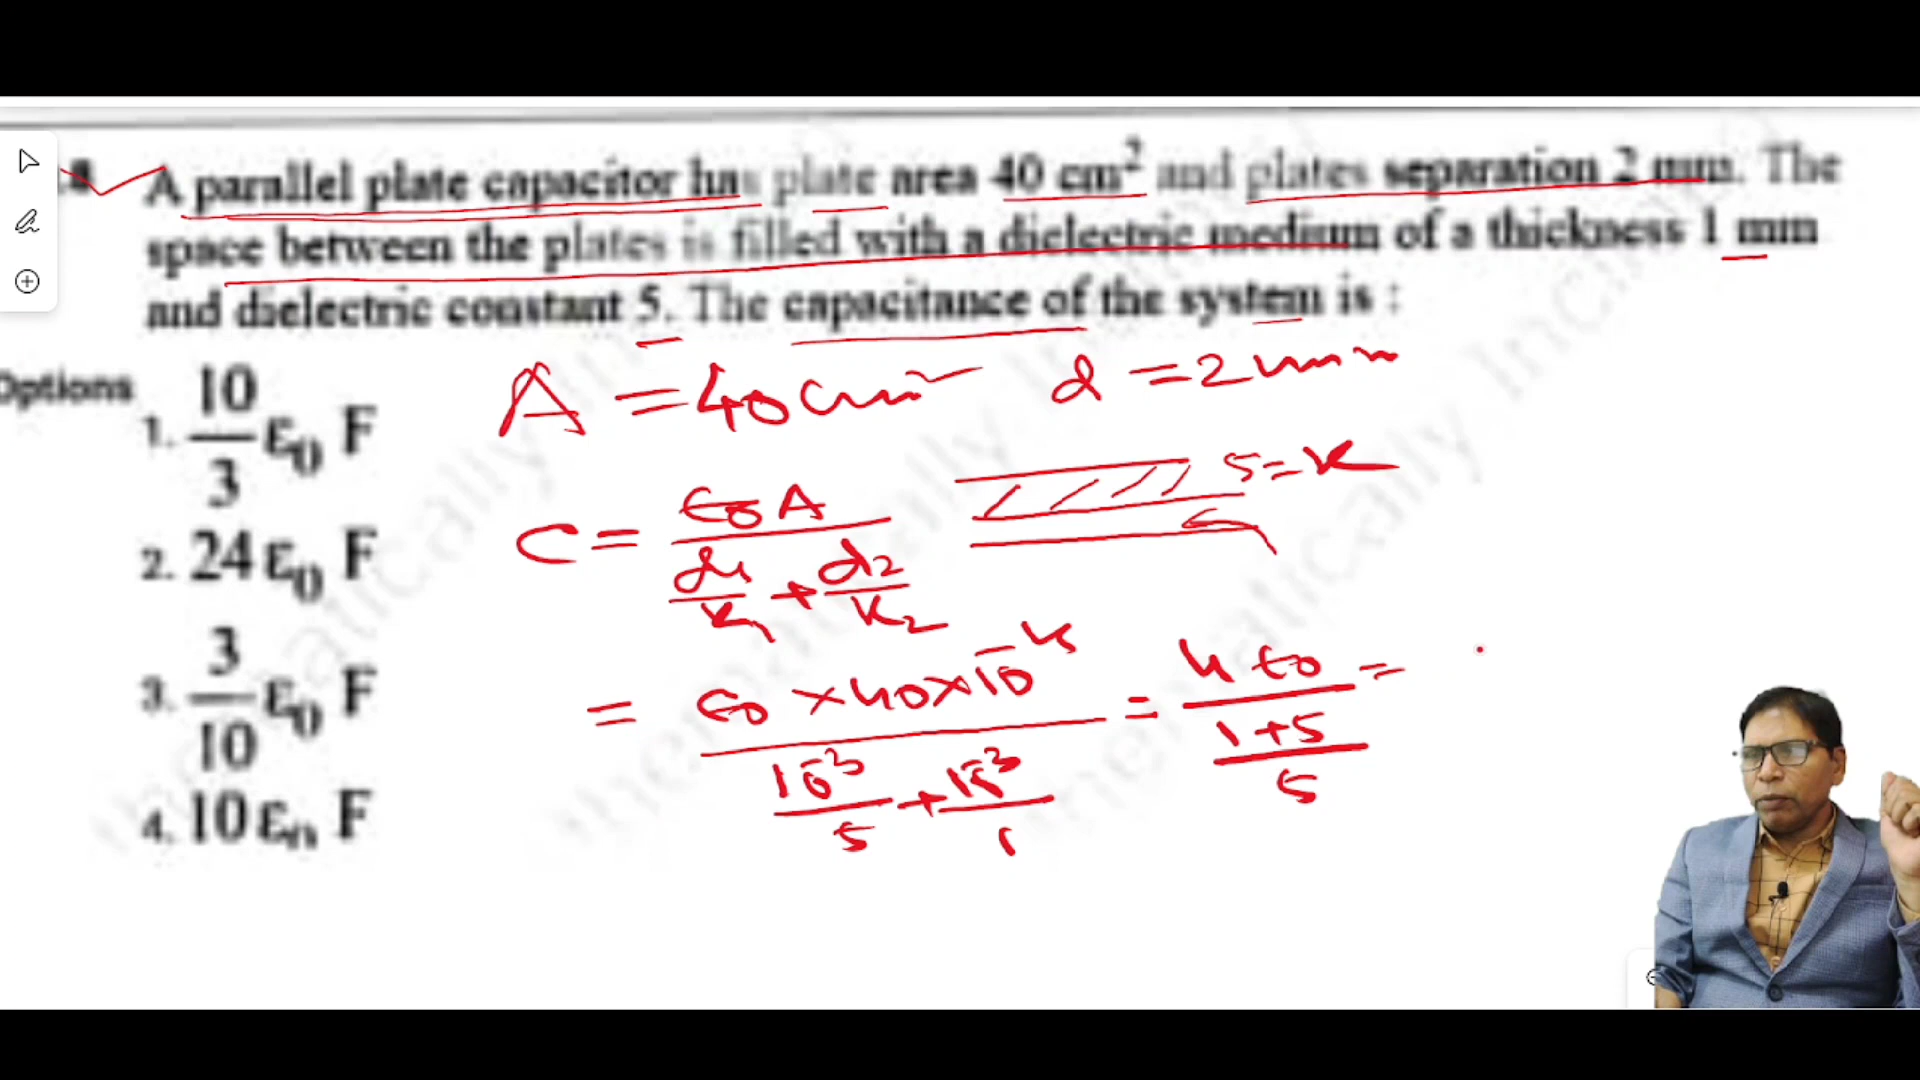 .8 A parallel plate capacitor has plate area 40 cm² and plates separation 2 mm. The
space between the plates is filled with a dielectric medium of a thickness 1 mm
and dielectric constant 5. The capacitance of the system is :
Options
1. 10/3 ε₀ F
2. 24 ε₀ F
3. 3/10 ε₀ F
4. 10 ε₀ F
A = 40 cm² d = 2 mm
5 = K
C = ε₀A / (d₁/K₁ + d₂/K₂)
= ε₀ × 40 × 10⁻⁴ / (10⁻³/5 + 10⁻³/1) = 4ε₀ / ((1+5)/5) =